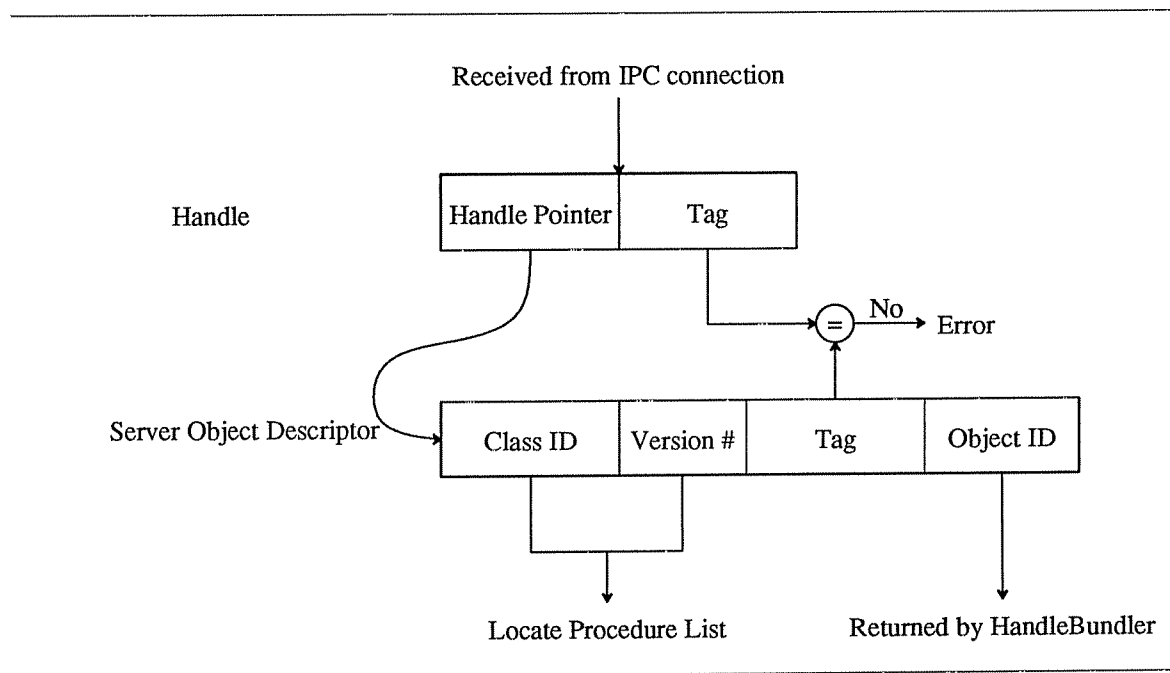 Received from IPC connection
Handle
Handle Pointer
Tag
=
No
Error
Server Object Descriptor
Class ID
Version #
Tag
Object ID
Locate Procedure List
Returned by HandleBundler